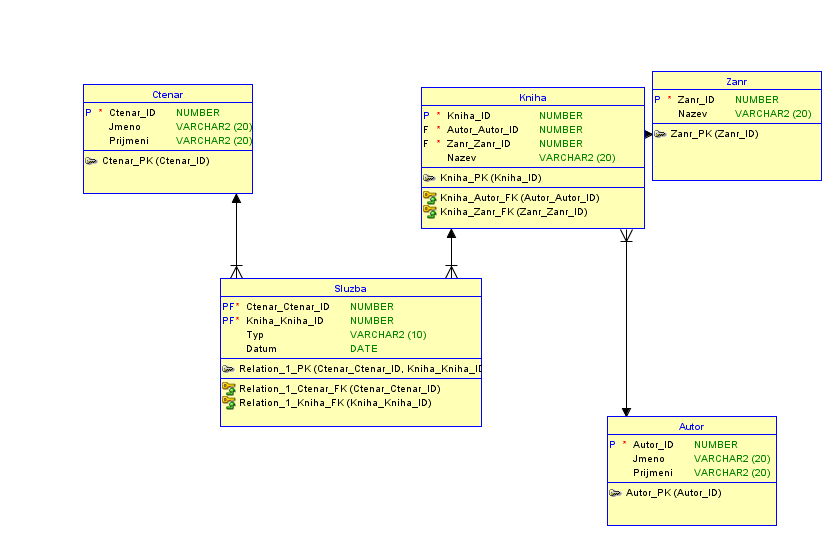 Ctenar
P * Ctenar_ID NUMBER
Jmeno VARCHAR2 (20)
Prijmeni VARCHAR2 (20)
Ctenar_PK (Ctenar_ID)
Kniha
P * Kniha_ID NUMBER
F * Autor_Autor_ID NUMBER
F * Zanr_Zanr_ID NUMBER
Nazev VARCHAR2 (20)
Kniha_PK (Kniha_ID)
Kniha_Autor_FK (Autor_Autor_ID)
Kniha_Zanr_FK (Zanr_Zanr_ID)
Zanr
P * Zanr_ID NUMBER
Nazev VARCHAR2 (20)
Zanr_PK (Zanr_ID)
Sluzba
PF* Ctenar_Ctenar_ID NUMBER
PF* Kniha_Kniha_ID NUMBER
Typ VARCHAR2 (10)
Datum DATE
Relation_1_PK (Ctenar_Ctenar_ID, Kniha_Kniha_ID
Relation_1_Ctenar_FK (Ctenar_Ctenar_ID)
Relation_1_Kniha_FK (Kniha_Kniha_ID)
Autor
P * Autor_ID NUMBER
Jmeno VARCHAR2 (20)
Prijmeni VARCHAR2 (20)
Autor_PK (Autor_ID)